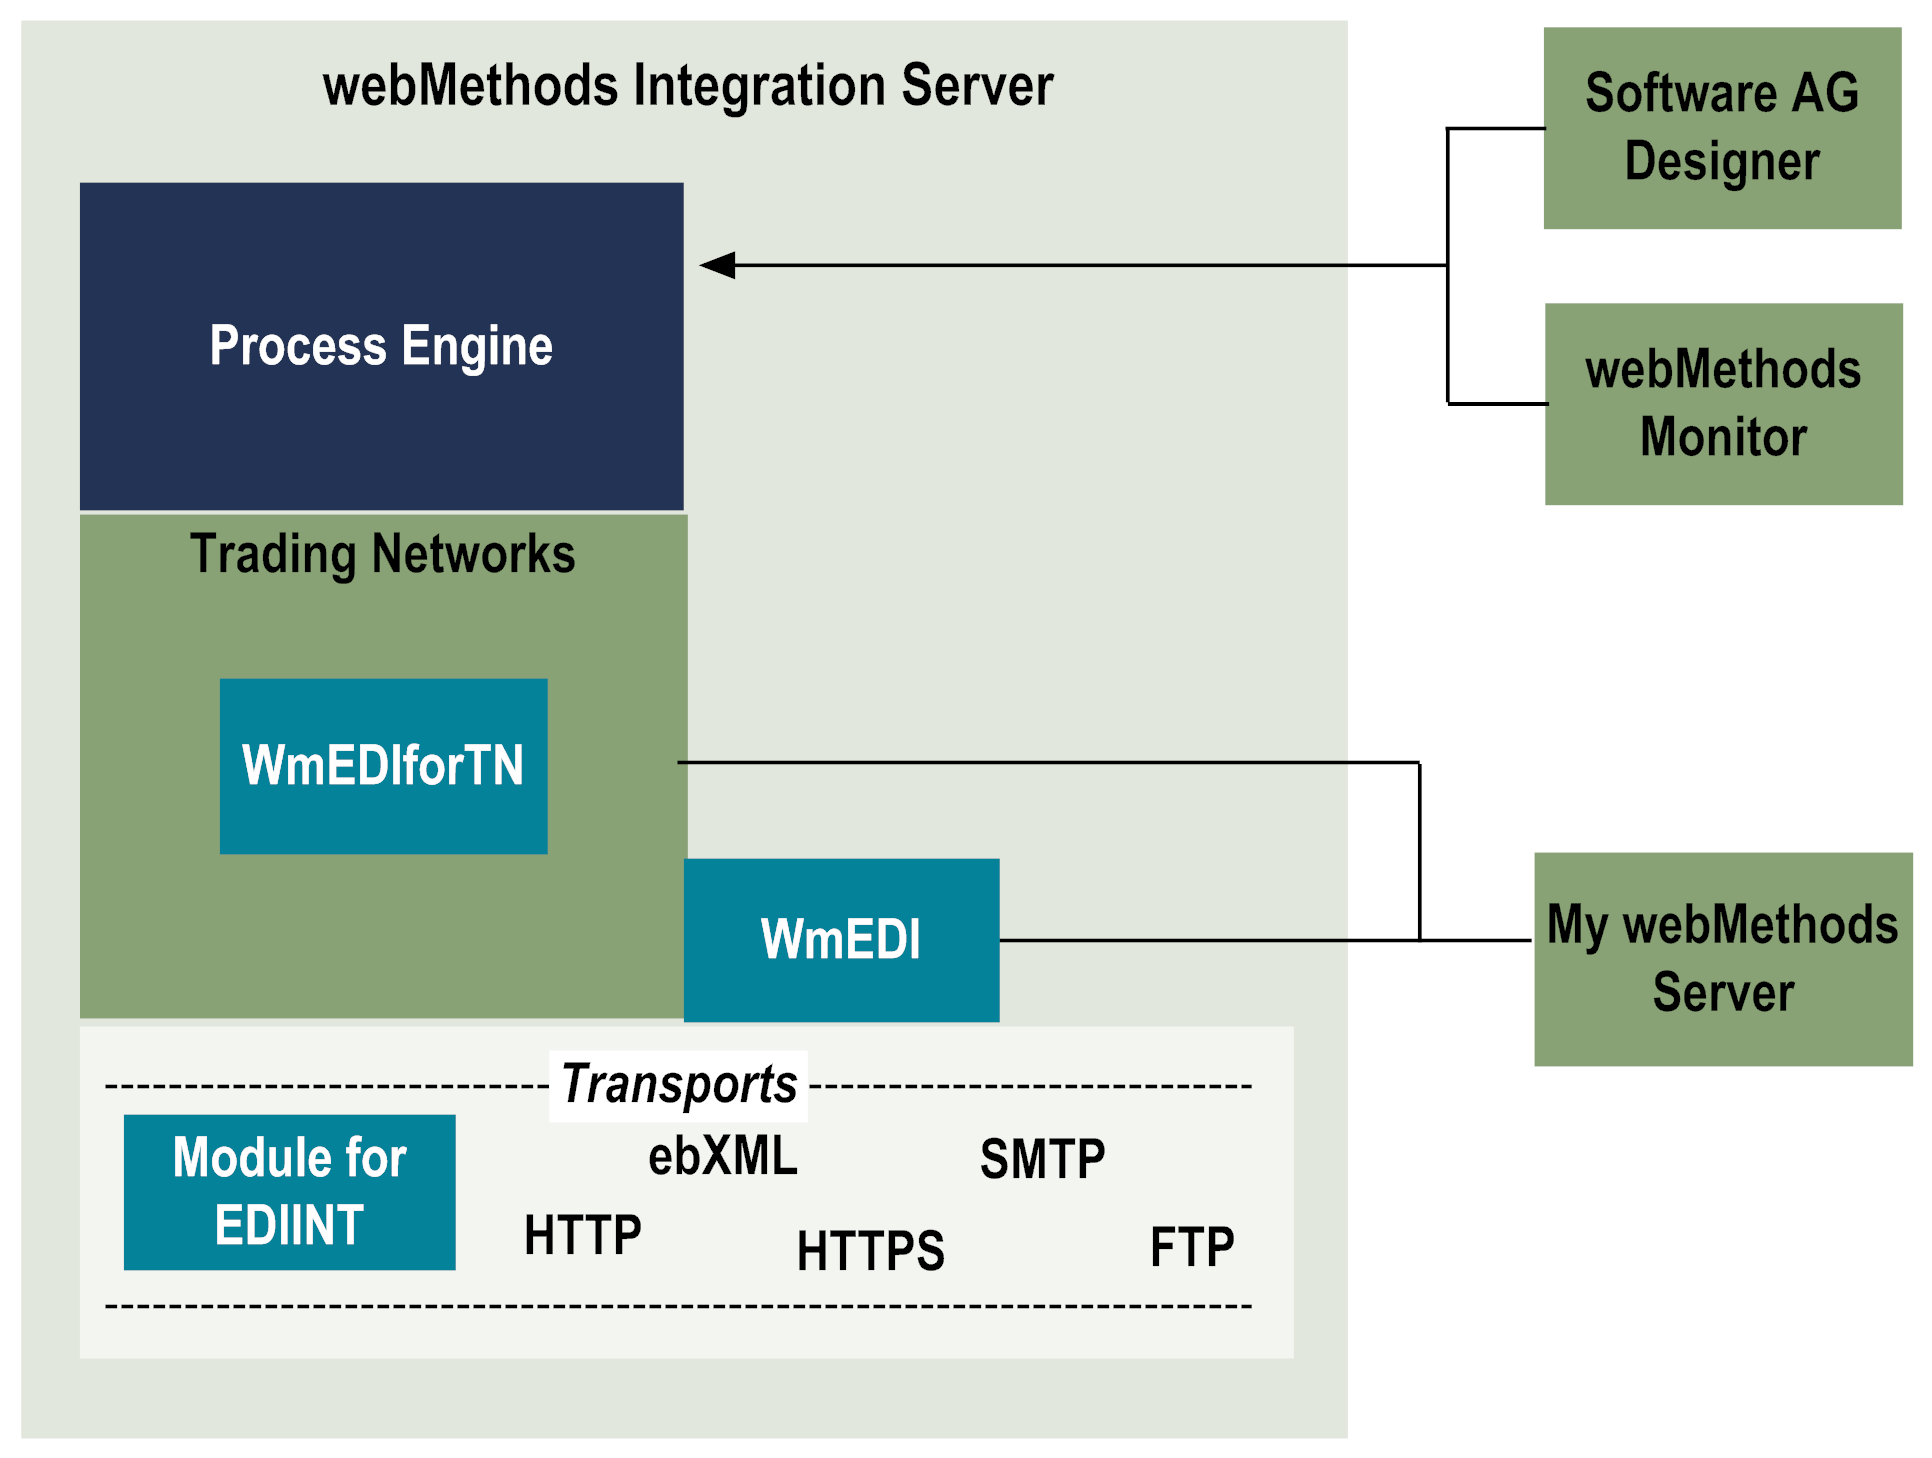 webMethods Integration Server
Software AG
Designer
Process Engine
webMethods
Monitor
Trading Networks
WmEDIforTN
WmEDI
My webMethods
Server
Transports
Module for
EDIINT
ebXML
SMTP
HTTP
HTTPS
FTP